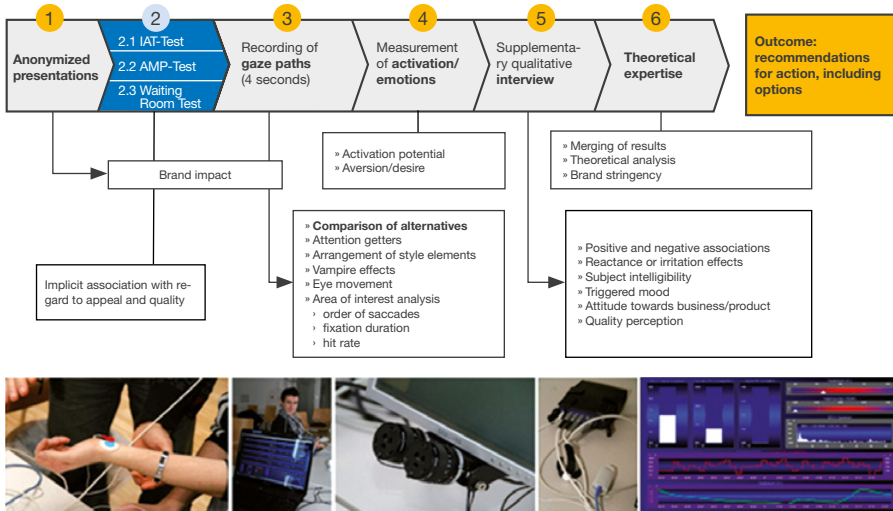 1
2
3
4
5
6
Anonymized
presentations
2.1 IAT-Test
2.2 AMP-Test
2.3 Waiting
Room Test
Recording of
gaze paths
(4 seconds)
Measurement
of activation/
emotions
Supplementa-
ry qualitative
interview
Theoretical
expertise
Outcome:
recommendations
for action, including
options
Brand impact
» Activation potential
» Aversion/desire
» Merging of results
» Theoretical analysis
» Brand stringency
Implicit association with re-
gard to appeal and quality
» Comparison of alternatives
» Attention getters
» Arrangement of style elements
» Vampire effects
» Eye movement
» Area of interest analysis
› order of saccades
› fixation duration
› hit rate
» Positive and negative associations
» Reactance or irritation effects
» Subject intelligibility
» Triggered mood
» Attitude towards business/product
» Quality perception